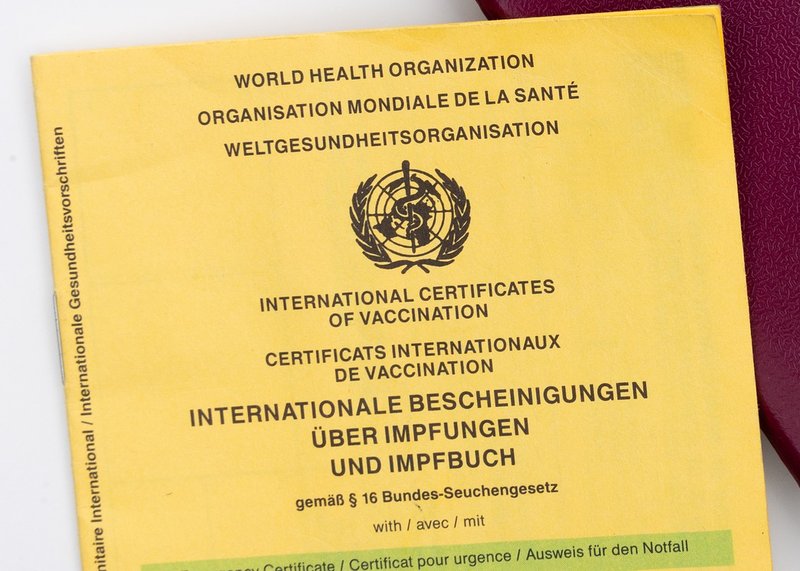 WORLD HEALTH ORGANIZATION
ORGANISATION MONDIALE DE LA SANTÉ
WELTGESUNDHEITSORGANISATION
INTERNATIONAL CERTIFICATES
OF VACCINATION
CERTIFICATS INTERNATIONAUX
DE VACCINATION
INTERNATIONALE BESCHEINIGUNGEN
ÜBER IMPFUNGEN
UND IMPFBUCH
gemäß § 16 Bundes-Seuchengesetz
with / avec / mit
Certificate / Certificat pour urgence / Ausweis für den Notfall
International / Internationale Gesundheitsvorschriften